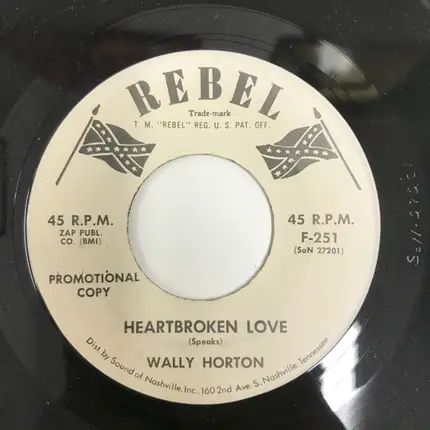 REBEL
Trade-mark
T. M. "REBEL" REG. U. S. PAT. OFF.
45 R.P.M.
ZAP PUBL.
CO. (BMI)
45 R.P.M.
F-251
(SoN 27201)
PROMOTIONAL
COPY
HEARTBROKEN LOVE
(Speaks)
WALLY HORTON
Dist. by Sound of Nashville, Inc., 160 2nd Ave. S. Nashville, Tennessee